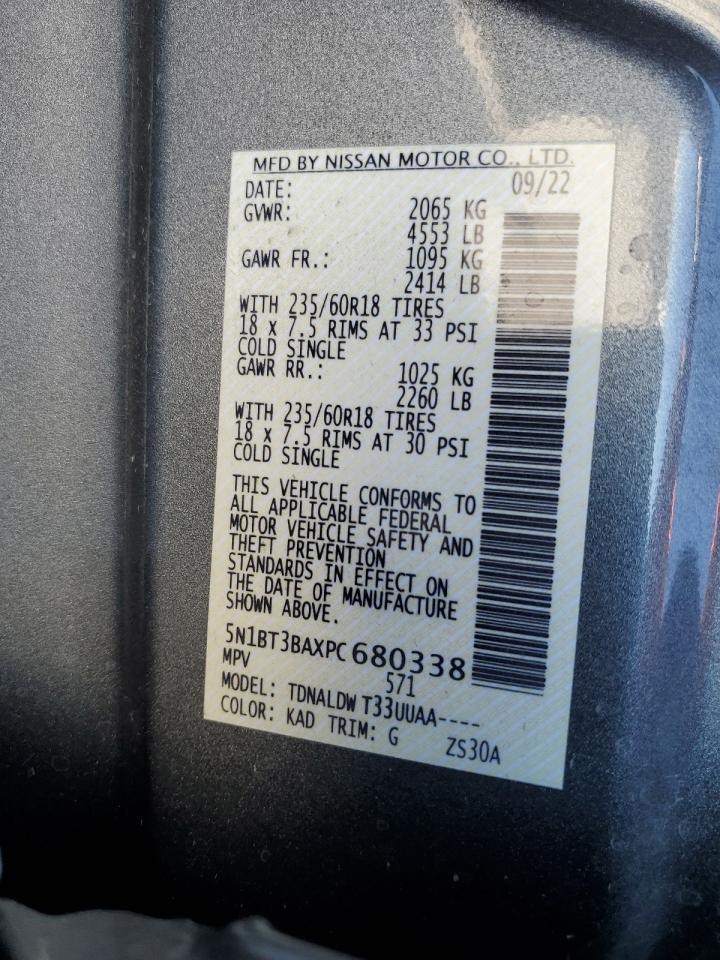 MFD BY NISSAN MOTOR CO., LTD.
DATE: 09/22
GVWR: 2065 KG
4553 LB
GAWR FR.: 1095 KG
2414 LB
WITH 235/60R18 TIRES
18 x 7.5 RIMS AT 33 PSI
COLD SINGLE
GAWR RR.: 1025 KG
2260 LB
WITH 235/60R18 TIRES
18 x 7.5 RIMS AT 30 PSI
COLD SINGLE
THIS VEHICLE CONFORMS TO
ALL APPLICABLE FEDERAL
MOTOR VEHICLE SAFETY AND
THEFT PREVENTION
STANDARDS IN EFFECT ON
THE DATE OF MANUFACTURE
SHOWN ABOVE.
5N1BT3BAXPC680338
MPV 571
MODEL: TDNALDW T33UUAA----
COLOR: KAD TRIM: G ZS30A